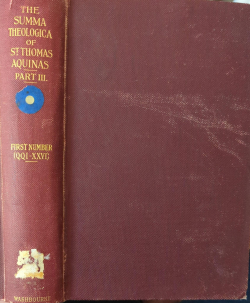 THE
SUMMA
THEOLOGICA
OF
ST THOMAS
AQUINAS
PART III.
FIRST NUMBER
(QQ.I-XXVI)
WASHBOURNE